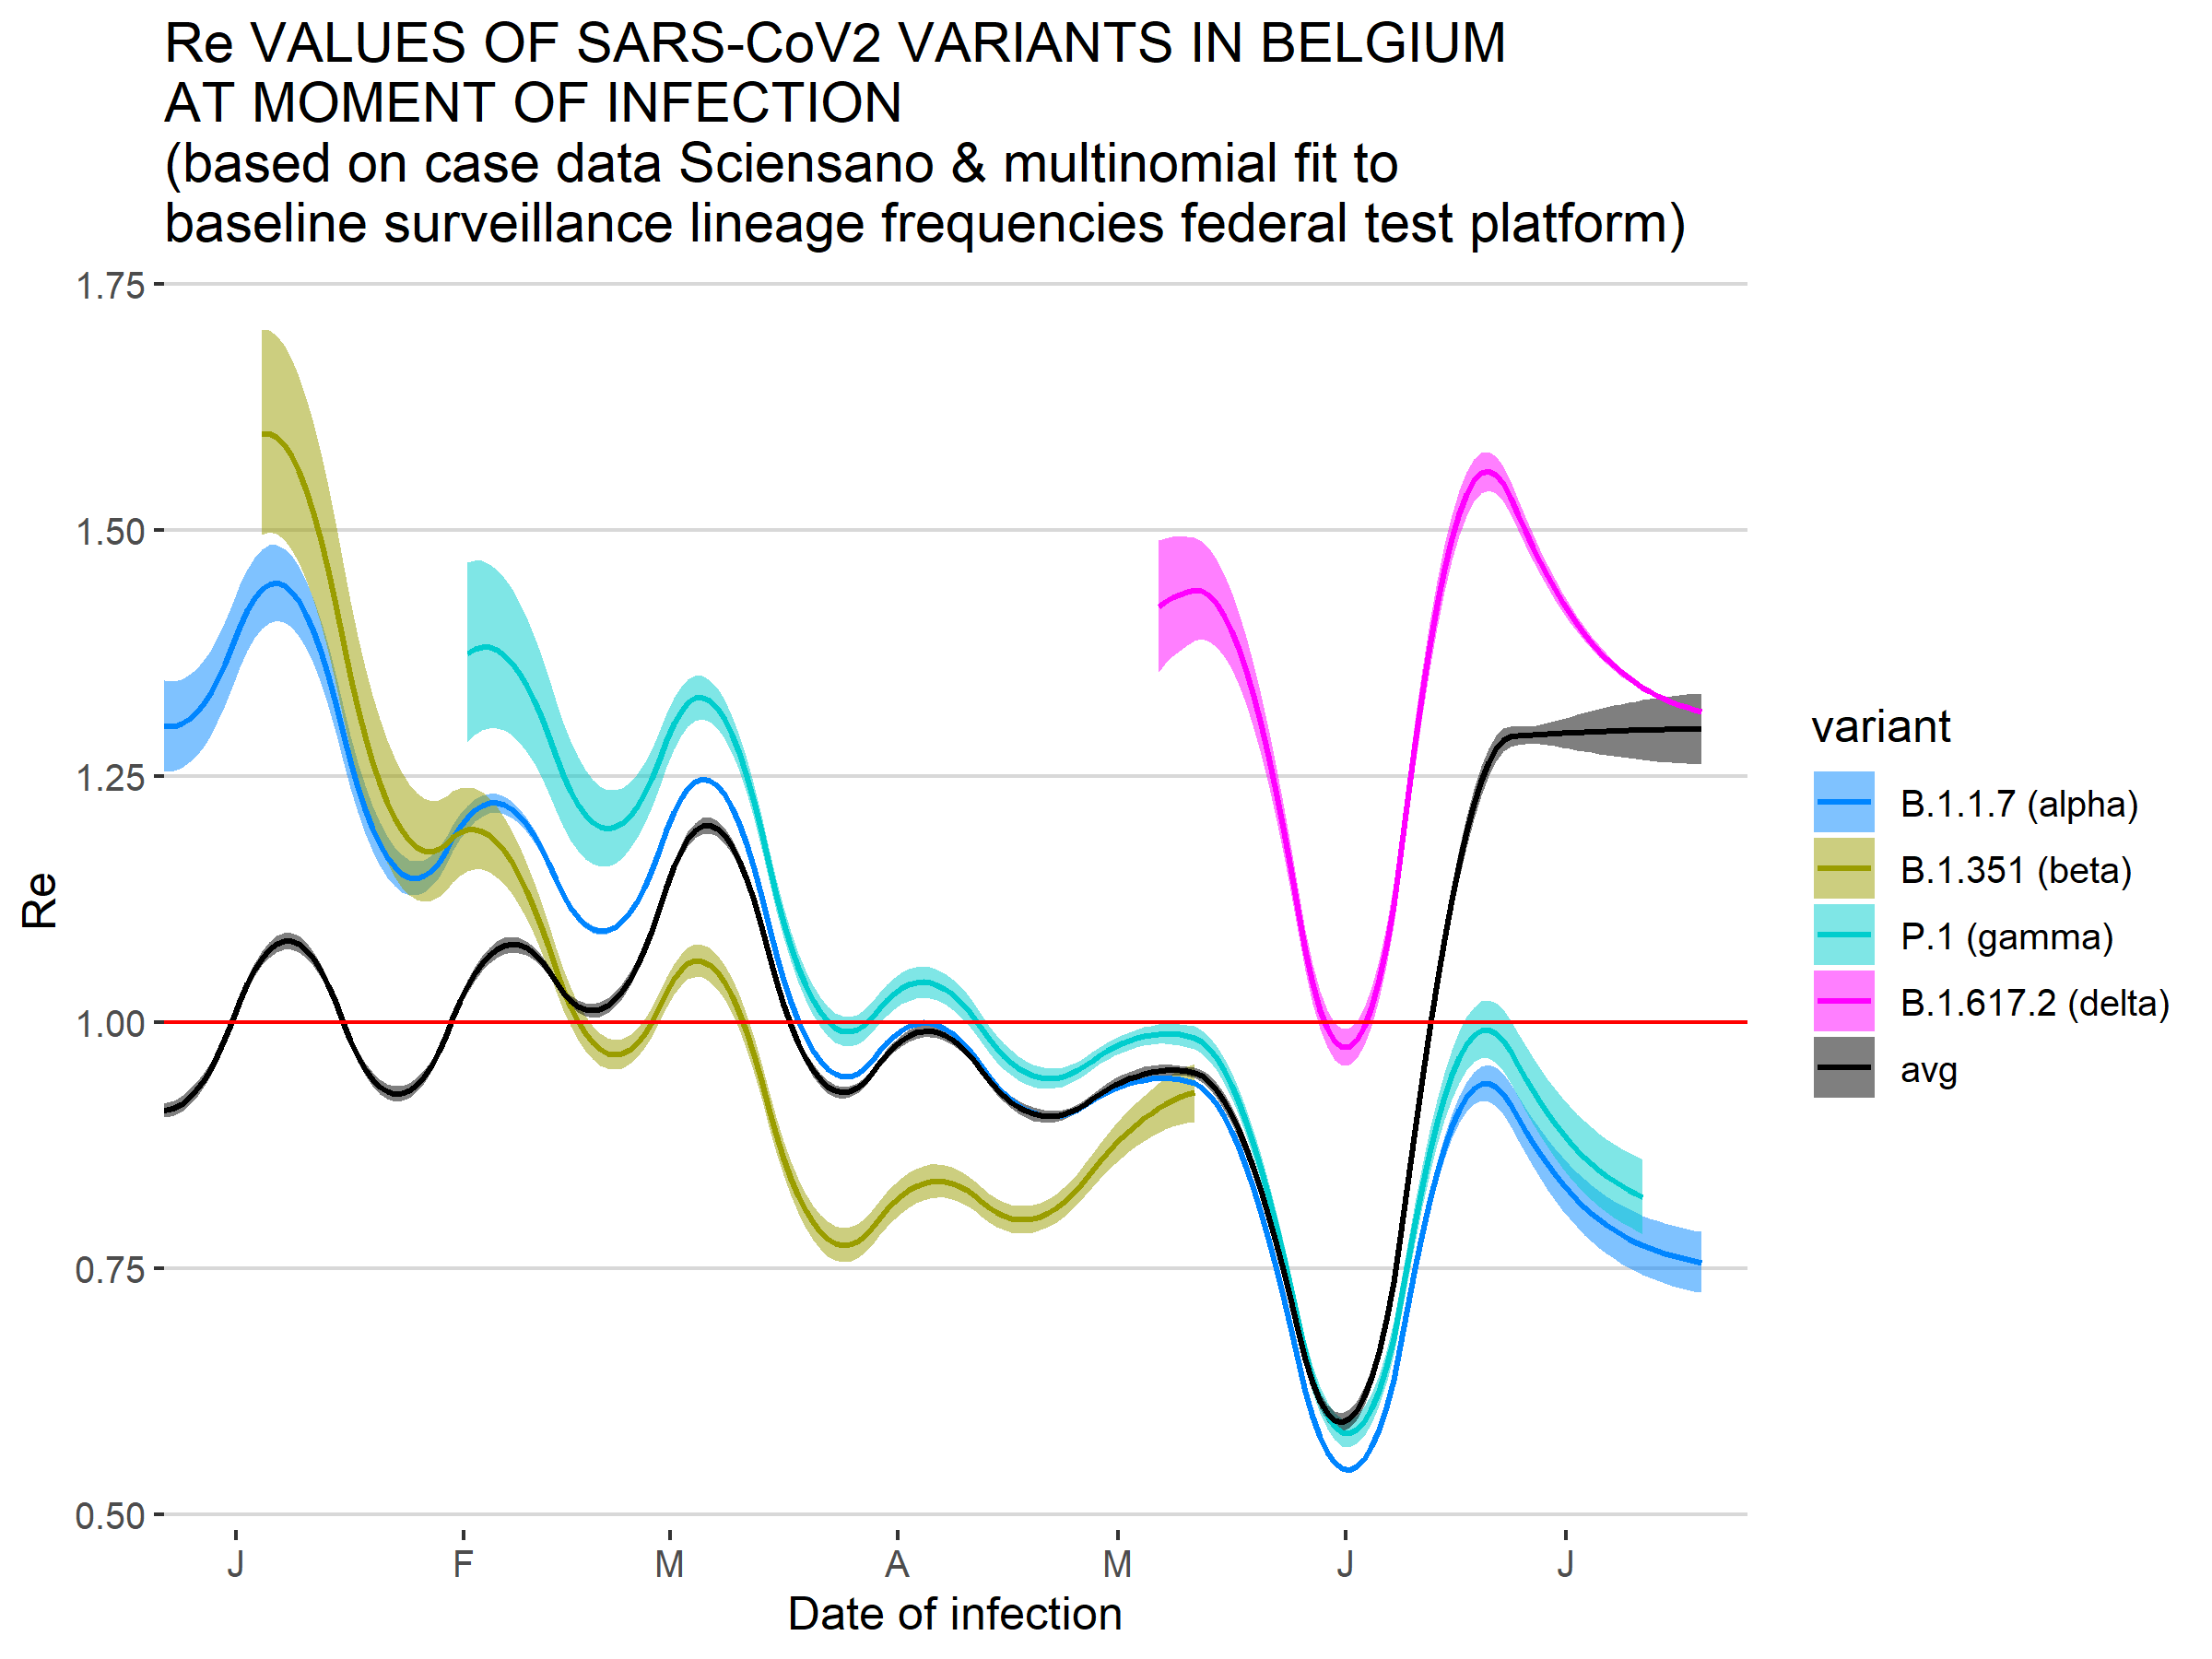 Re VALUES OF SARS-CoV2 VARIANTS IN BELGIUM
AT MOMENT OF INFECTION
(based on case data Sciensano & multinomial fit to
baseline surveillance lineage frequencies federal test platform)
1.75
1.50
1.25
1.00
0.75
0.50
Re
J F M A M J J
Date of infection
variant
B.1.1.7 (alpha)
B.1.351 (beta)
P.1 (gamma)
B.1.617.2 (delta)
avg